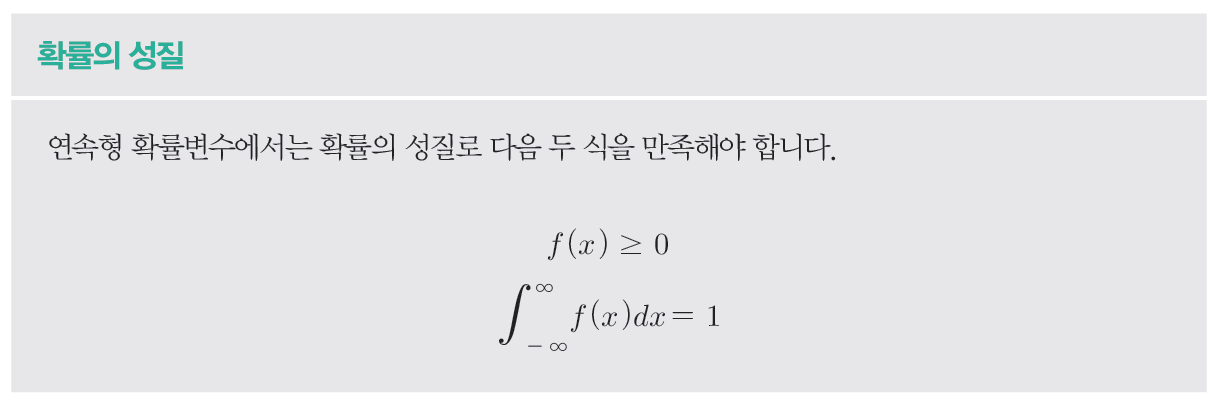 확률의 성질
연속형 확률변수에서는 확률의 성질로 다음 두 식을 만족해야 합니다.
f(x) ≥ 0
∫_{-∞}^{∞} f(x)dx = 1